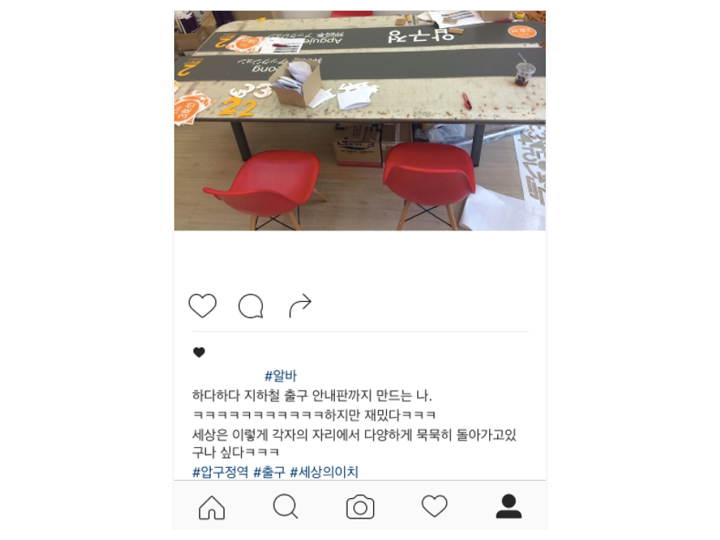 Apgujeong
압구정
2
2
22
#알바
하다하다 지하철 출구 안내판까지 만드는 나.
ㅋㅋㅋㅋㅋㅋㅋㅋㅋㅋㅋ하지만 재밌다ㅋㅋㅋ
세상은 이렇게 각자의 자리에서 다양하게 묵묵히 돌아가고있
구나 싶다ㅋㅋㅋ
#압구정역 #출구 #세상의이치